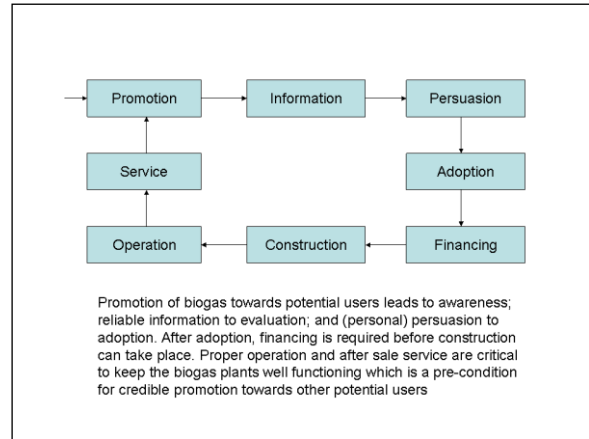 Promotion
Information
Persuasion
Service
Adoption
Operation
Construction
Financing
Promotion of biogas towards potential users leads to awareness;
reliable information to evaluation; and (personal) persuasion to
adoption. After adoption, financing is required before construction
can take place. Proper operation and after sale service are critical
to keep the biogas plants well functioning which is a pre-condition
for credible promotion towards other potential users